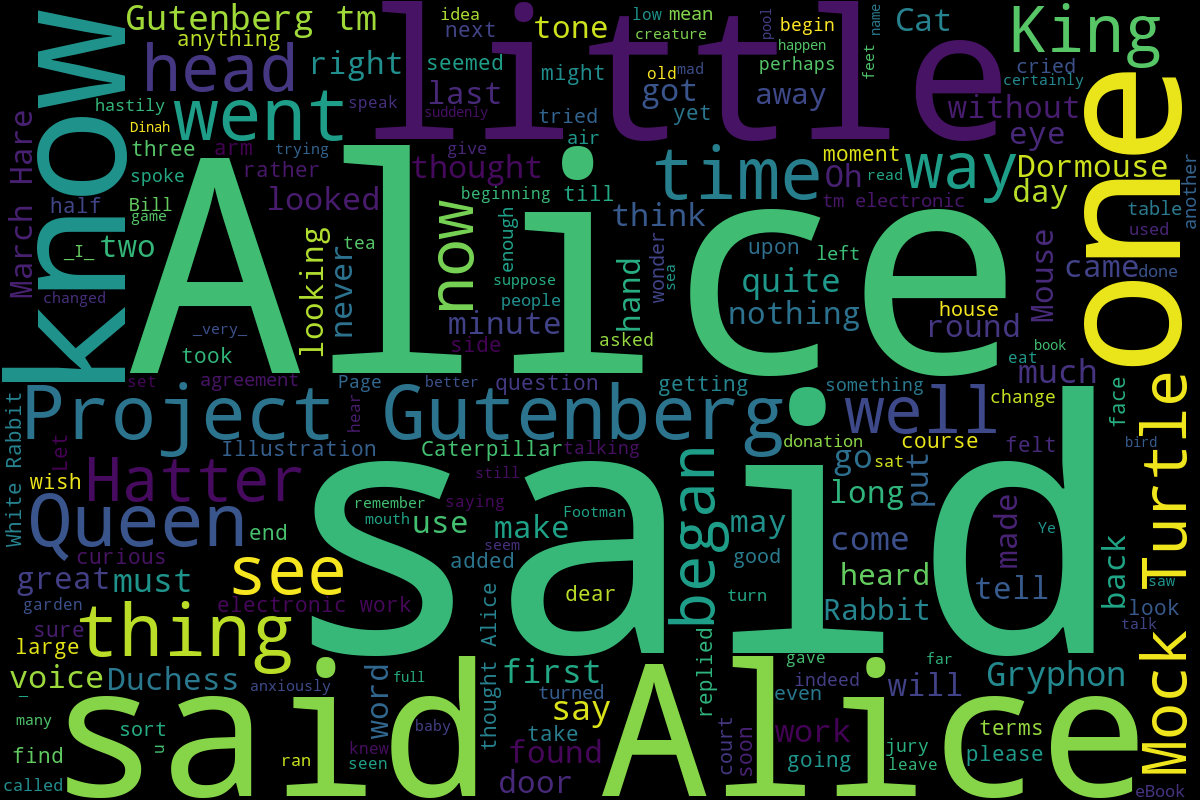 Gutenberg tm
anything
idea
next
tone
low
mean
creature
pool
begin
happen
perhaps
name
feet
Cat
King
cried
certainly
know
little
head
right
seemed
might
old
mad
got
yet
away
without
eye
one
hastily
went
speak
last
suddenly
tried
air
Dinah
March Hare
three
arm
trying
give
thought
time
moment
Oh
read
way
Dormouse
day
another
spoke
rather
looked
beginning
till
tm electronic
half
Bill
game
Alice
now
think
table
used
_I_
two
looking
never
tea
enough
suppose
people
hand
wonder
sea
upon
left
quite
Mouse
came
done
changed
_very_
took
minute
side
asked
nothing
house
round
book
eat
much
set
agreement
Page
better
question
getting
something
change
face
Project Gutenberg
well
White Rabbit
Let
hear
Illustration
Caterpillar
talking
donation
course
felt
bird
Mock Turtle
wish
Hatter
still
said
go
sat
put
Queen
end
remember
mouth
saying
use
make
Footman
began
may
long
made
Ye
curious
seem
added
good
come
back
great
must
see
heard
tell
saw
garden
electronic work
dear
turn
Rabbit
look
talk
sure
large
thing
thought Alice
replied
voice
Duchess
anxiously
word
full
first
gave
indeed
far
will
Gryphon
_
many
said Alice
turned
say
even
sort
u
baby
take
court
work
terms
find
ran
knew
seen
found
soon
going
jury
leave
please
called
door
eBook